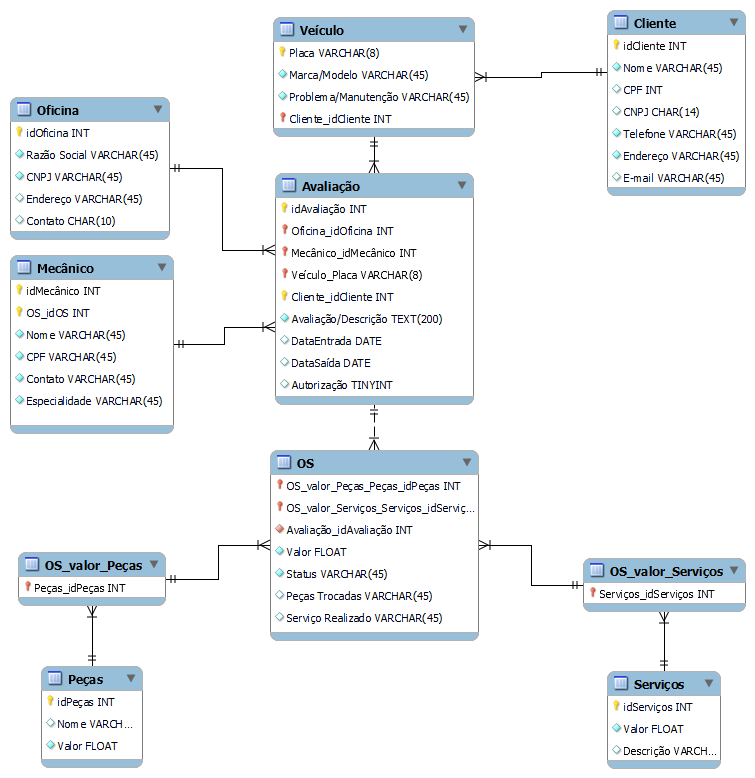 Veículo
Placa VARCHAR(8)
Marca/Modelo VARCHAR(45)
Problema/Manutenção VARCHAR(45)
Cliente_idCliente INT
Cliente
idCliente INT
Nome VARCHAR(45)
CPF INT
CNPJ CHAR(14)
Telefone VARCHAR(45)
Endereço VARCHAR(45)
E-mail VARCHAR(45)
Oficina
idOficina INT
Razão Social VARCHAR(45)
CNPJ VARCHAR(45)
Endereço VARCHAR(45)
Contato CHAR(10)
Avaliação
idAvaliação INT
Oficina_idOficina INT
Mecânico_idMecânico INT
Veículo_Placa VARCHAR(8)
Cliente_idCliente INT
Avaliação/Descrição TEXT(200)
DataEntrada DATE
DataSaída DATE
Autorização TINYINT
Mecânico
idMecânico INT
OS_idOS INT
Nome VARCHAR(45)
CPF VARCHAR(45)
Contato VARCHAR(45)
Especialidade VARCHAR(45)
OS
OS_valor_Peças_Peças_idPeças INT
OS_valor_Serviços_Serviços_idServiç...
Avaliação_idAvaliação INT
Valor FLOAT
Status VARCHAR(45)
Peças Trocadas VARCHAR(45)
Serviço Realizado VARCHAR(45)
OS_valor_Peças
Peças_idPeças INT
OS_valor_Serviços
Serviços_idServiços INT
Peças
idPeças INT
Nome VARCH...
Valor FLOAT
Serviços
idServiços INT
Valor FLOAT
Descrição VARCH...